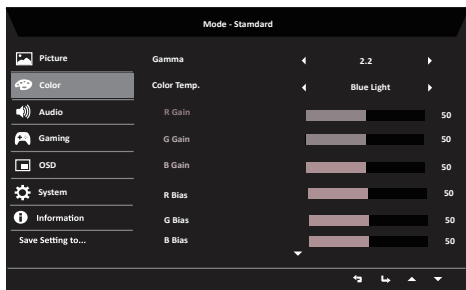 Mode - Stamdard
Picture
Gamma 2.2
Color
Color Temp. Blue Light
Audio
R Gain 50
Gaming
G Gain 50
OSD
B Gain 50
System
R Bias 50
Information
G Bias 50
Save Setting to...
B Bias 50